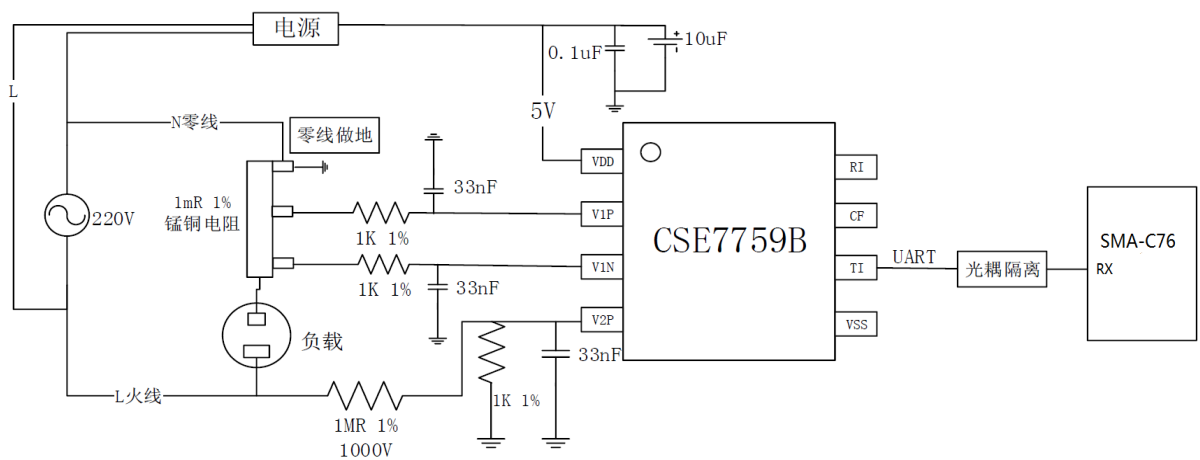 电源
0.1uF
10uF
L
5V
N零线
零线做地
VDD
RI
33nF
1mR 1%
锰铜电阻
220V
V1P
CF
CSE7759B
SMA-C76
1K 1%
UART
V1N
TI
光耦隔离
RX
1K 1%
33nF
V2P
VSS
负载
33nF
L火线
1K 1%
1MR 1%
1000V